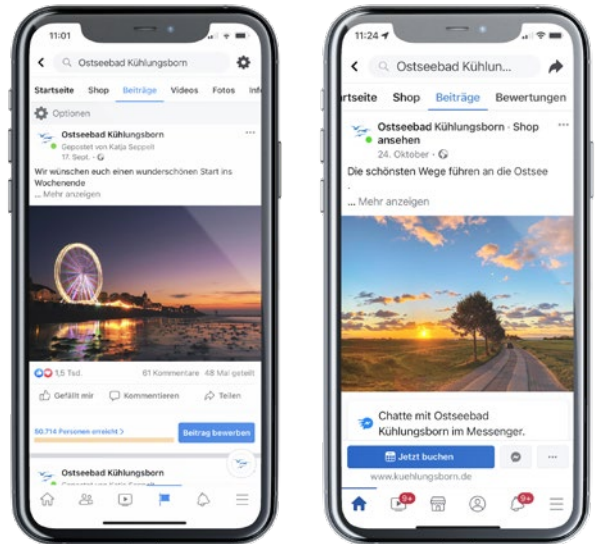 11:01
Ostseebad Kühlungsborn
Startseite Shop Beiträge Videos Fotos Inf
Optionen
Ostseebad Kühlungsborn
Gepostet von Katja Seppelt
17. Sept. ·
Wir wünschen euch einen wunderschönen Start ins
Wochenende
... Mehr anzeigen
1,5 Tsd. 61 Kommentare 48 Mal geteilt
Gefällt mir Kommentieren Teilen
50.714 Personen erreicht > Beitrag bewerben
Ostseebad Kühlungsborn
11:24
Ostseebad Kühlun...
rtseite Shop Beiträge Bewertungen
Ostseebad Kühlungsborn · Shop
ansehen
24. Oktober ·
Die schönsten Wege führen an die Ostsee
.
... Mehr anzeigen
Chatte mit Ostseebad
Kühlungsborn im Messenger.
Jetzt buchen
www.kuehlungsborn.de
9+ 9+